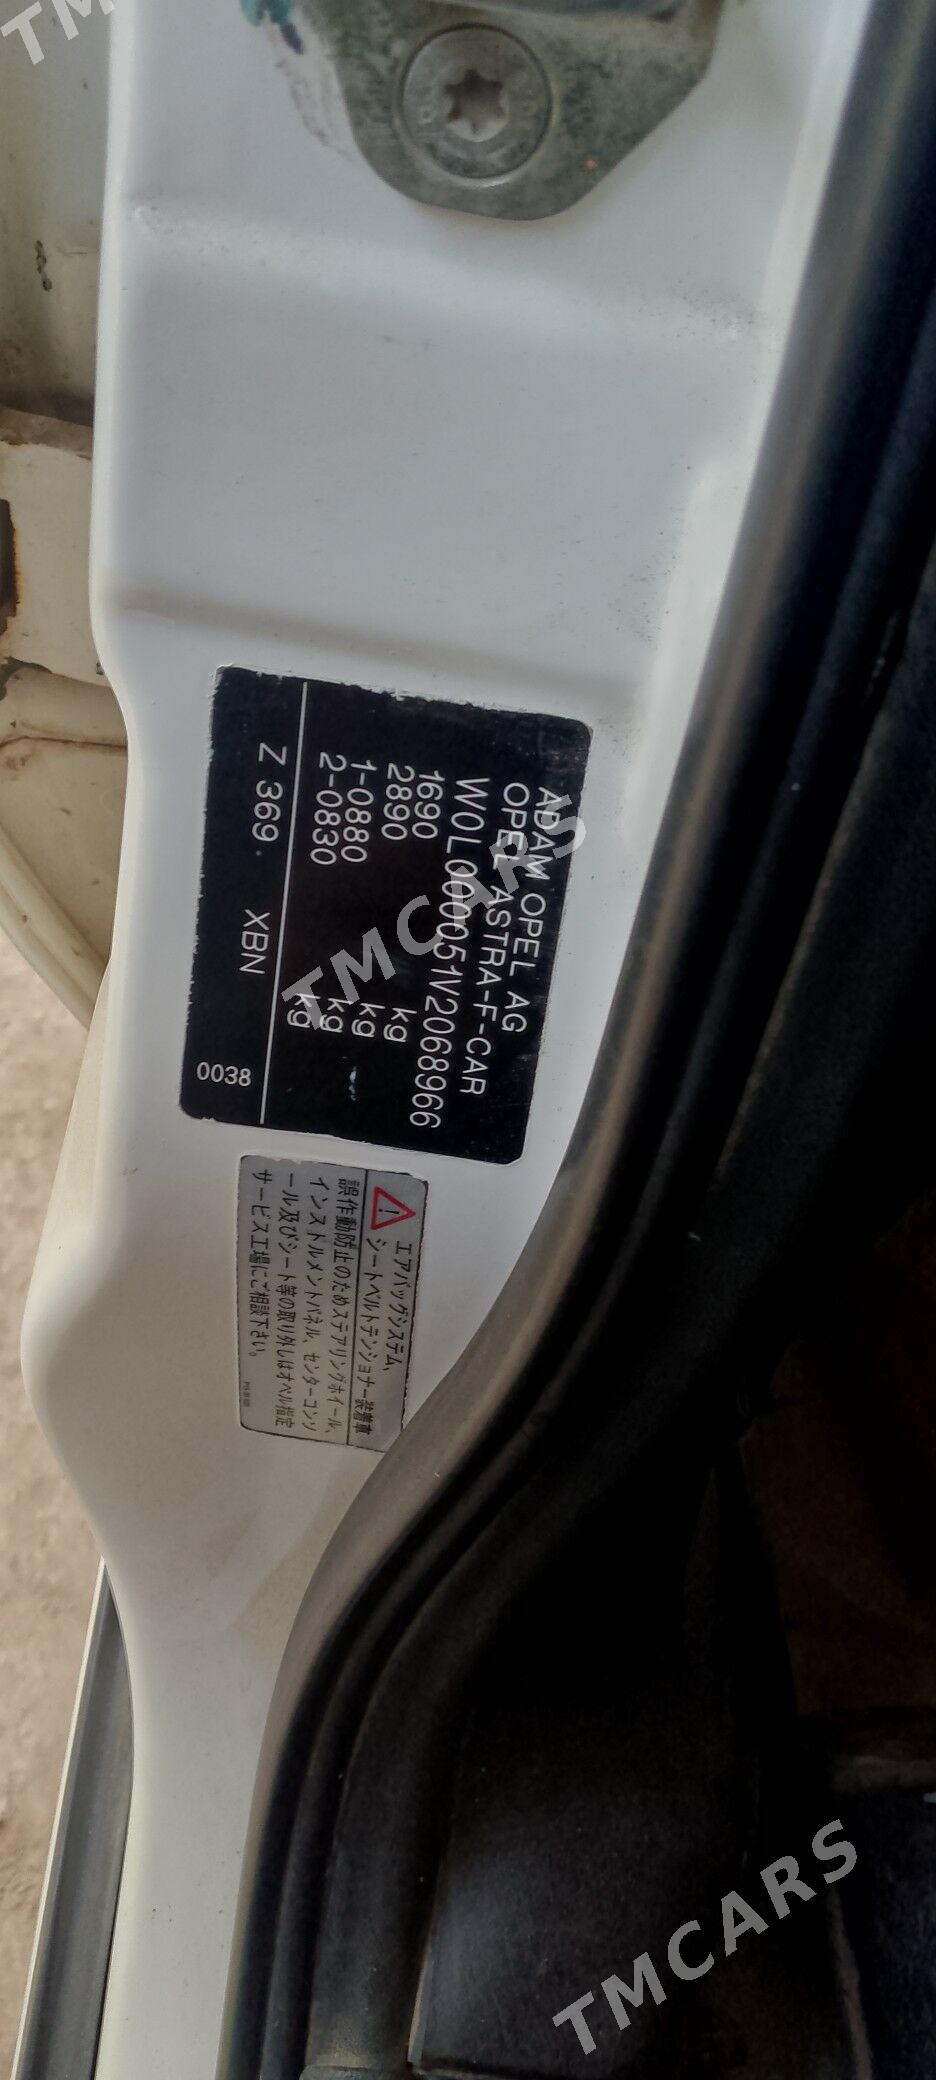 ADAM OPEL AG
OPEL ASTRA-F-CAR
W0L000051V2068966
1690 kg
2890 kg
1-0880 kg
2-0830 kg
Z 369 XBN
0038
エアバッグシステム、
シートベルトテンショナー装着車
誤作動防止のためステアリングホイール、
インストルメントパネル、センターコンソ
ール及びシート等の取り外しはオペル指定
サービス工場にご相談下さい。
TMCARS
TMCARS
TM